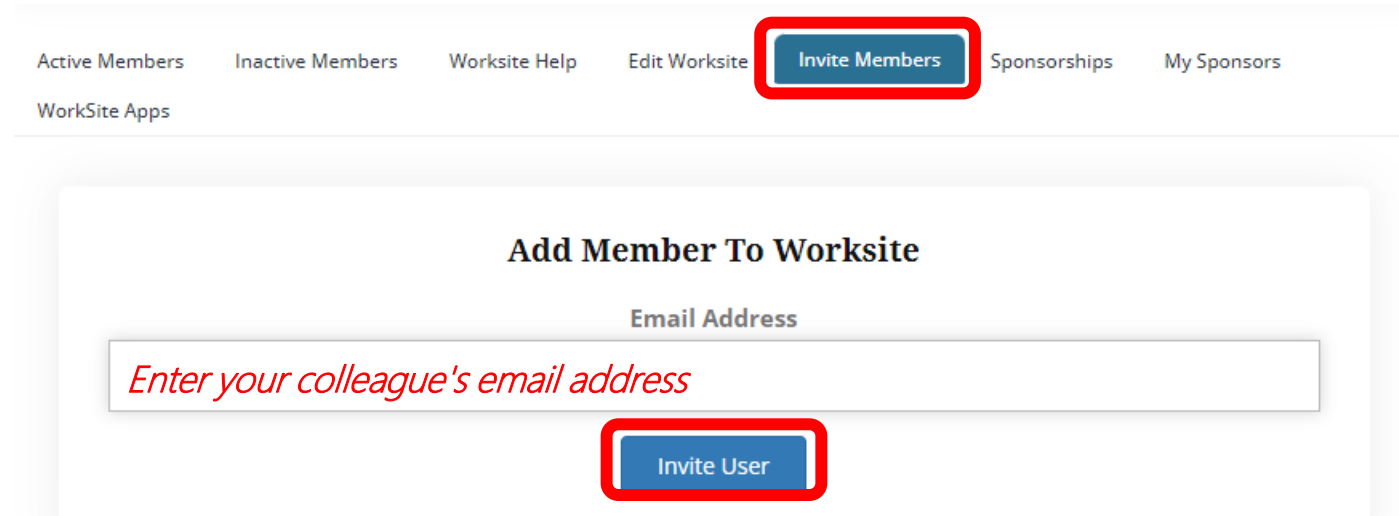 Active Members Inactive Members Worksite Help Edit Worksite Invite Members Sponsorships My Sponsors
WorkSite Apps
Add Member To Worksite
Email Address
Enter your colleague's email address
Invite User